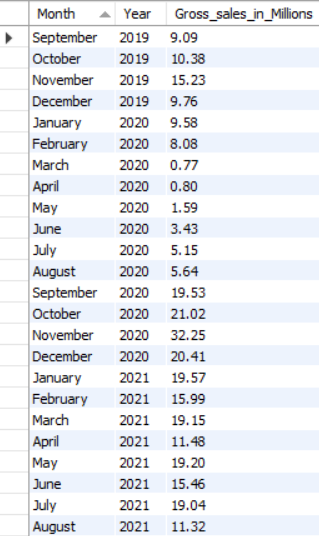 Month Year Gross_sales_in_Millions
September 2019 9.09
October 2019 10.38
November 2019 15.23
December 2019 9.76
January 2020 9.58
February 2020 8.08
March 2020 0.77
April 2020 0.80
May 2020 1.59
June 2020 3.43
July 2020 5.15
August 2020 5.64
September 2020 19.53
October 2020 21.02
November 2020 32.25
December 2020 20.41
January 2021 19.57
February 2021 15.99
March 2021 19.15
April 2021 11.48
May 2021 19.20
June 2021 15.46
July 2021 19.04
August 2021 11.32